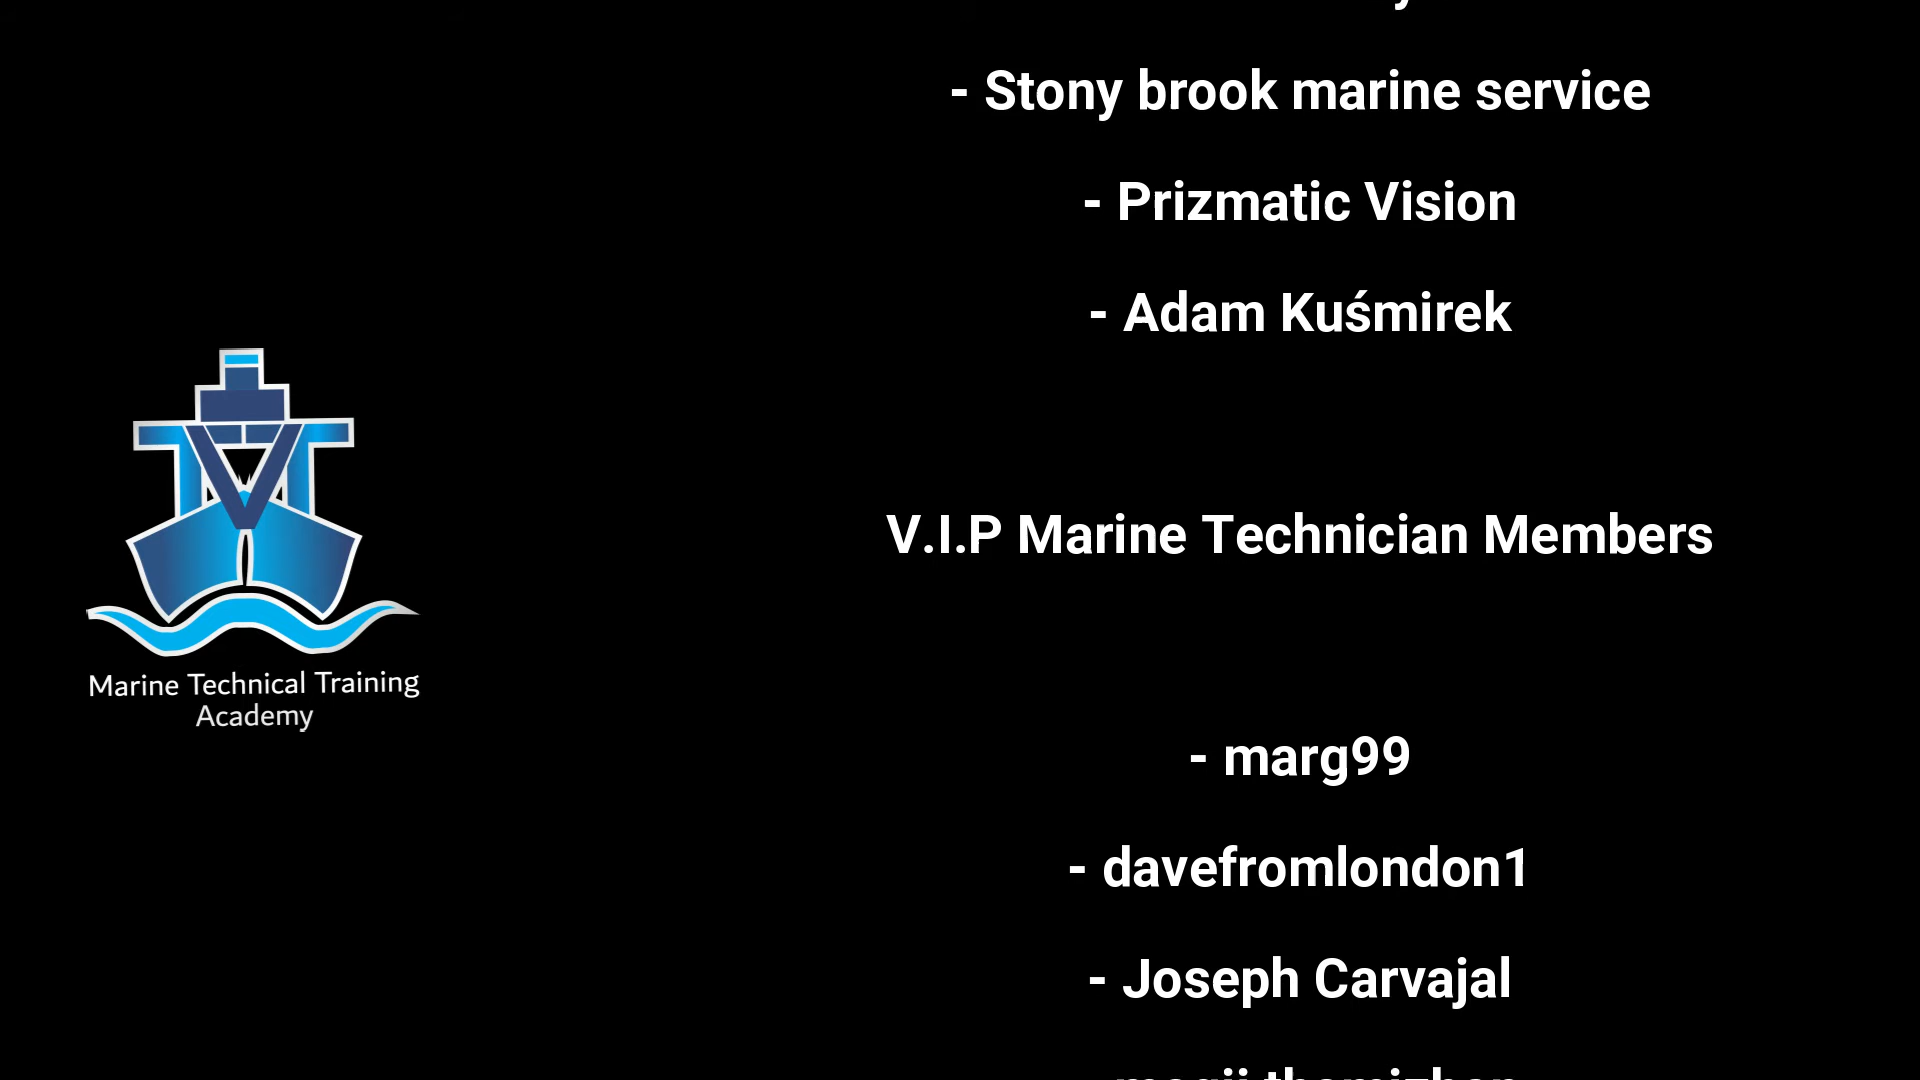 - Stony brook marine service
- Prizmatic Vision
- Adam Kuśmirek
V.I.P Marine Technician Members
- marg99
- davefromlondon1
- Joseph Carvajal
Marine Technical Training
Academy